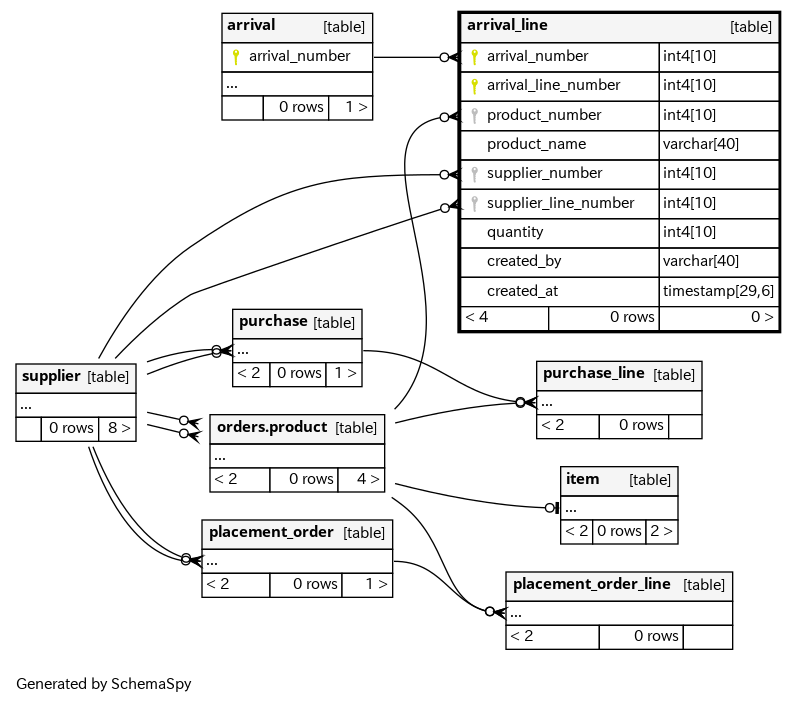 arrival [table]
arrival_number
...
0 rows 1 >
arrival_line [table]
arrival_number int4[10]
arrival_line_number int4[10]
product_number int4[10]
product_name varchar[40]
supplier_number int4[10]
supplier_line_number int4[10]
quantity int4[10]
created_by varchar[40]
created_at timestamp[29,6]
< 4 0 rows 0 >
purchase [table]
...
< 2 0 rows 1 >
supplier [table]
...
0 rows 8 >
purchase_line [table]
...
< 2 0 rows
orders.product [table]
...
< 2 0 rows 4 >
item [table]
...
< 2 0 rows 2 >
placement_order [table]
...
< 2 0 rows 1 >
placement_order_line [table]
...
< 2 0 rows
Generated by SchemaSpy